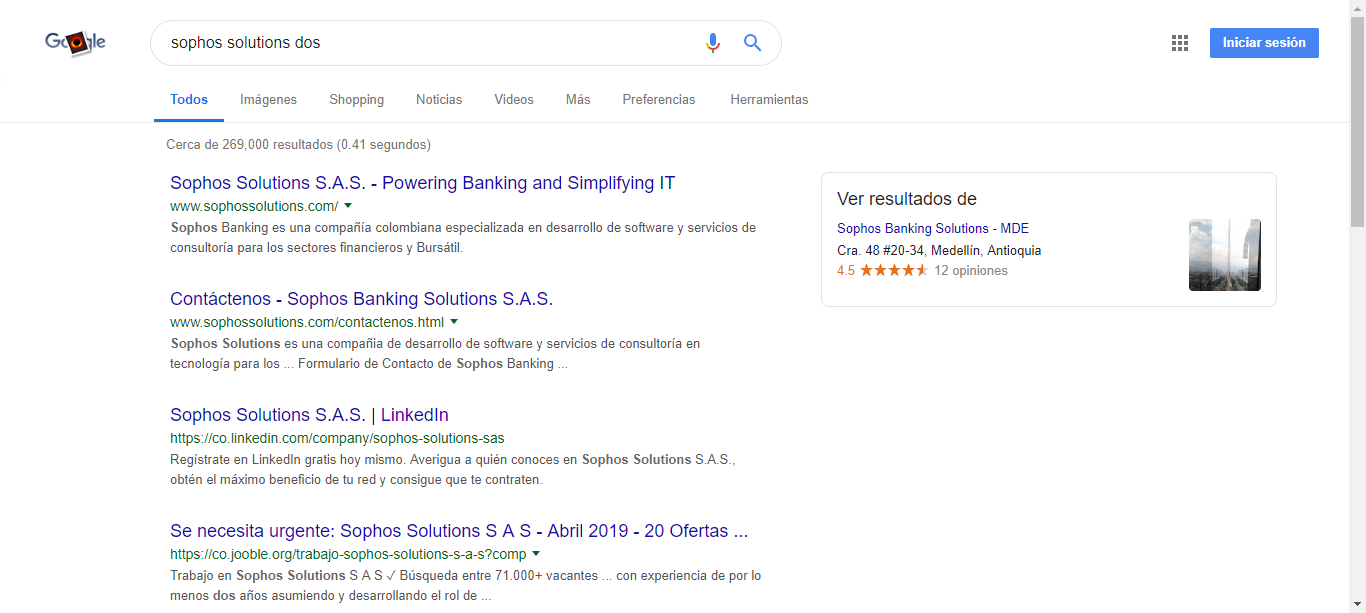 Google
sophos solutions dos
Iniciar sesión
Todos
Imágenes
Shopping
Noticias
Videos
Más
Preferencias
Herramientas
Cerca de 269,000 resultados (0.41 segundos)
Sophos Solutions S.A.S. - Powering Banking and Simplifying IT
www.sophossolutions.com/
Sophos Banking es una compañía colombiana especializada en desarrollo de software y servicios de
consultoría para los sectores financieros y Bursátil.
Contáctenos - Sophos Banking Solutions S.A.S.
www.sophossolutions.com/contactenos.html
Sophos Solutions es una compañia de desarrollo de software y servicios de consultoría en
tecnología para los ... Formulario de Contacto de Sophos Banking ...
Sophos Solutions S.A.S. | LinkedIn
https://co.linkedin.com/company/sophos-solutions-sas
Regístrate en LinkedIn gratis hoy mismo. Averigua a quién conoces en Sophos Solutions S.A.S.,
obtén el máximo beneficio de tu red y consigue que te contraten.
Se necesita urgente: Sophos Solutions S A S - Abril 2019 - 20 Ofertas ...
https://co.jooble.org/trabajo-sophos-solutions-s-a-s?comp
Trabajo en Sophos Solutions S A S ✓ Búsqueda entre 71.000+ vacantes ... con experiencia de por lo
menos dos años asumiendo y desarrollando el rol de ...
Ver resultados de
Sophos Banking Solutions - MDE
Cra. 48 #20-34, Medellín, Antioquia
4.5 12 opiniones